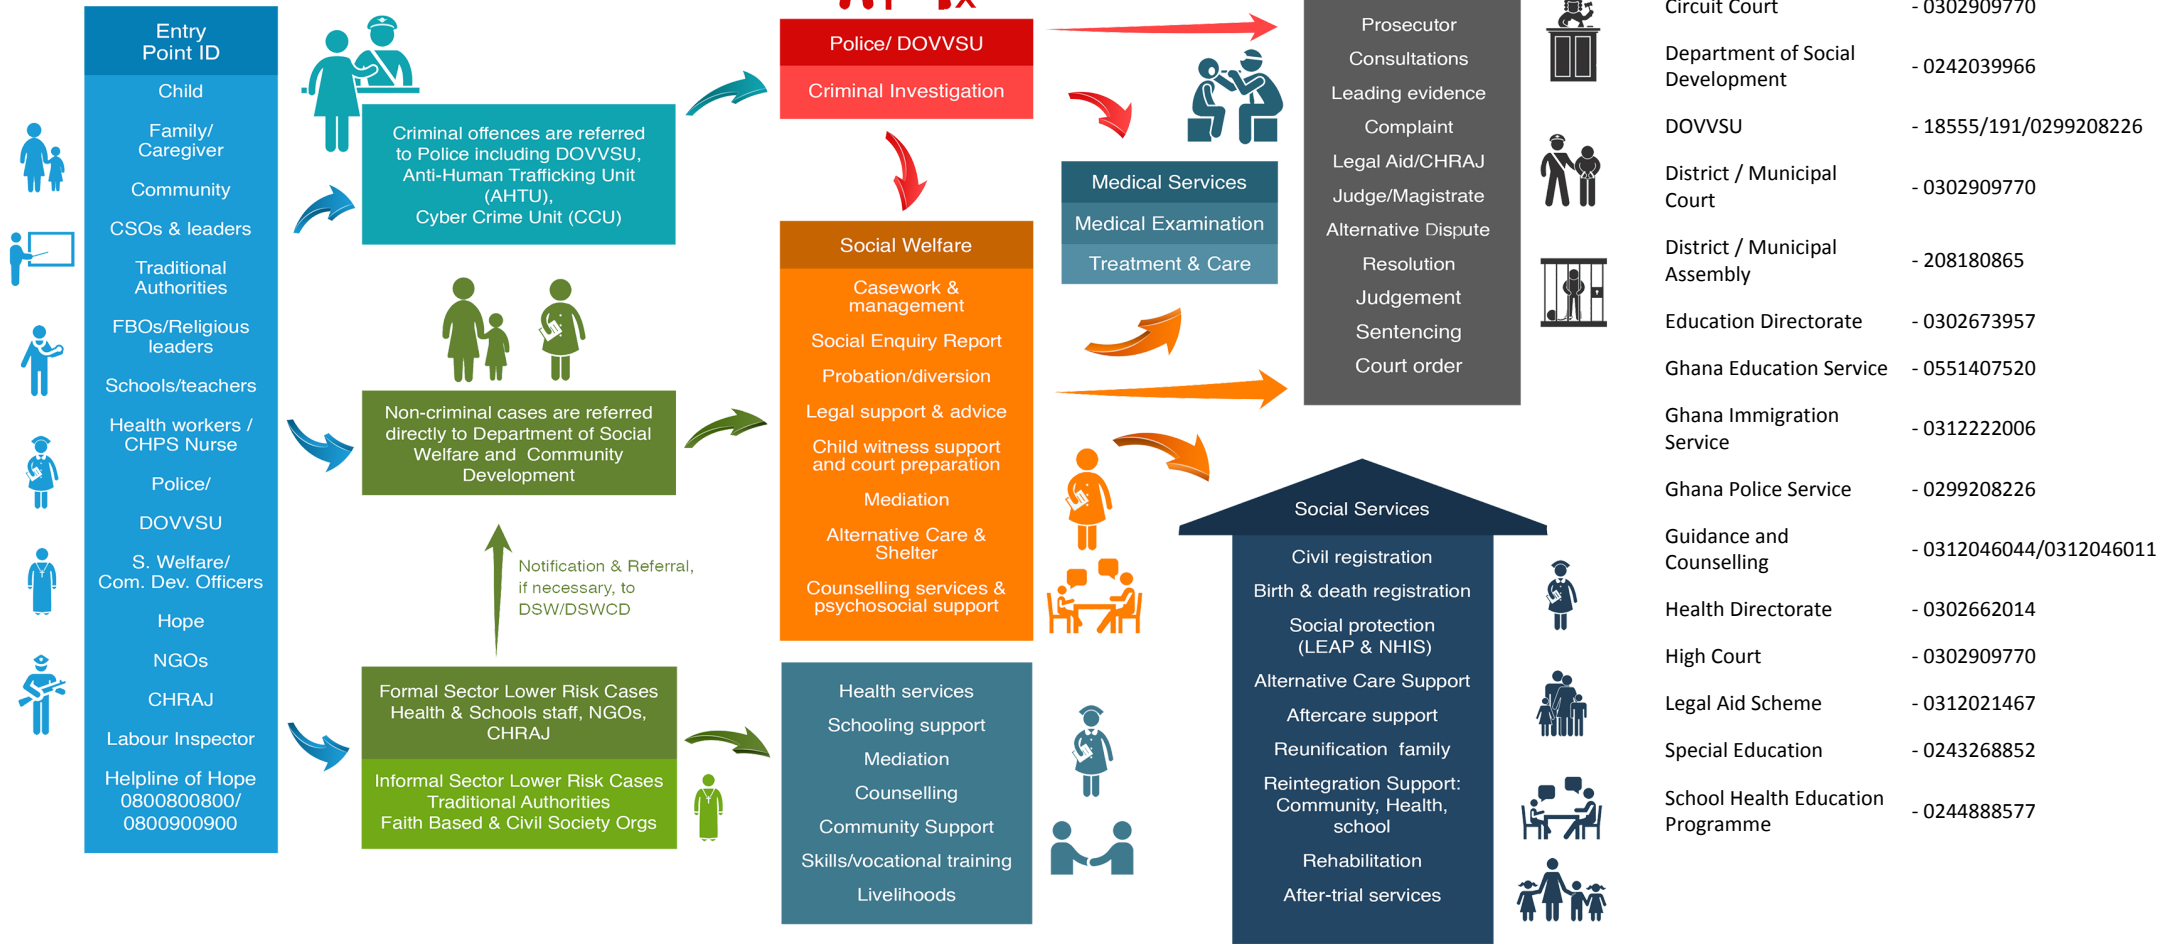 Entry
Point ID
Child
Family/
Caregiver
Community
CSOs & leaders
Traditional
Authorities
FBOs/Religious
leaders
Schools/teachers
Health workers /
CHPS Nurse
Police/
DOVVSU
S. Welfare/
Com. Dev. Officers
Hope
NGOs
CHRAJ
Labour Inspector
Helpline of Hope
0800800800/
0800900900
Criminal offences are referred
to Police including DOVVSU,
Anti-Human Trafficking Unit
(AHTU),
Cyber Crime Unit (CCU)
Non-criminal cases are referred
directly to Department of Social
Welfare and Community
Development
Notification & Referral,
if necessary, to
DSW/DSWCD
Formal Sector Lower Risk Cases
Health & Schools staff, NGOs,
CHRAJ
Informal Sector Lower Risk Cases
Traditional Authorities
Faith Based & Civil Society Orgs
Police/ DOVVSU
Criminal Investigation
Social Welfare
Casework &
management
Social Enquiry Report
Probation/diversion
Legal support & advice
Child witness support
and court preparation
Mediation
Alternative Care &
Shelter
Counselling services &
psychosocial support
Health services
Schooling support
Mediation
Counselling
Community Support
Skills/vocational training
Livelihoods
Medical Services
Medical Examination
Treatment & Care
Prosecutor
Consultations
Leading evidence
Complaint
Legal Aid/CHRAJ
Judge/Magistrate
Alternative Dispute
Resolution
Judgement
Sentencing
Court order
Social Services
Civil registration
Birth & death registration
Social protection
(LEAP & NHIS)
Alternative Care Support
Aftercare support
Reunification family
Reintegration Support:
Community, Health,
school
Rehabilitation
After-trial services
Circuit Court - 0302909770
Department of Social
Development - 0242039966
DOVVSU - 18555/191/0299208226
District / Municipal
Court - 0302909770
District / Municipal
Assembly - 208180865
Education Directorate - 0302673957
Ghana Education Service - 0551407520
Ghana Immigration
Service - 0312222006
Ghana Police Service - 0299208226
Guidance and
Counselling - 0312046044/0312046011
Health Directorate - 0302662014
High Court - 0302909770
Legal Aid Scheme - 0312021467
Special Education - 0243268852
School Health Education
Programme - 0244888577